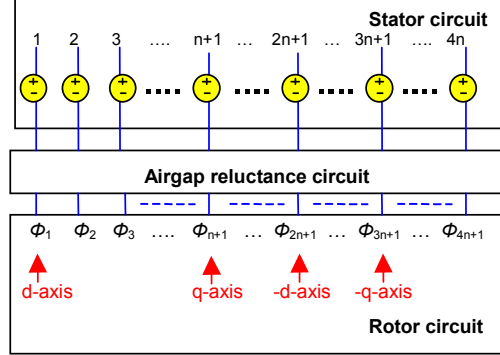 Stator circuit
1 2 3 .... n+1 ... 2n+1 ... 3n+1 .... 4n
+ + + + + + +
- - - - - - -
Airgap reluctance circuit
Φ1 Φ2 Φ3 .... Φn+1 ... Φ2n+1 ... Φ3n+1 ... Φ4n+1
d-axis q-axis -d-axis -q-axis
Rotor circuit